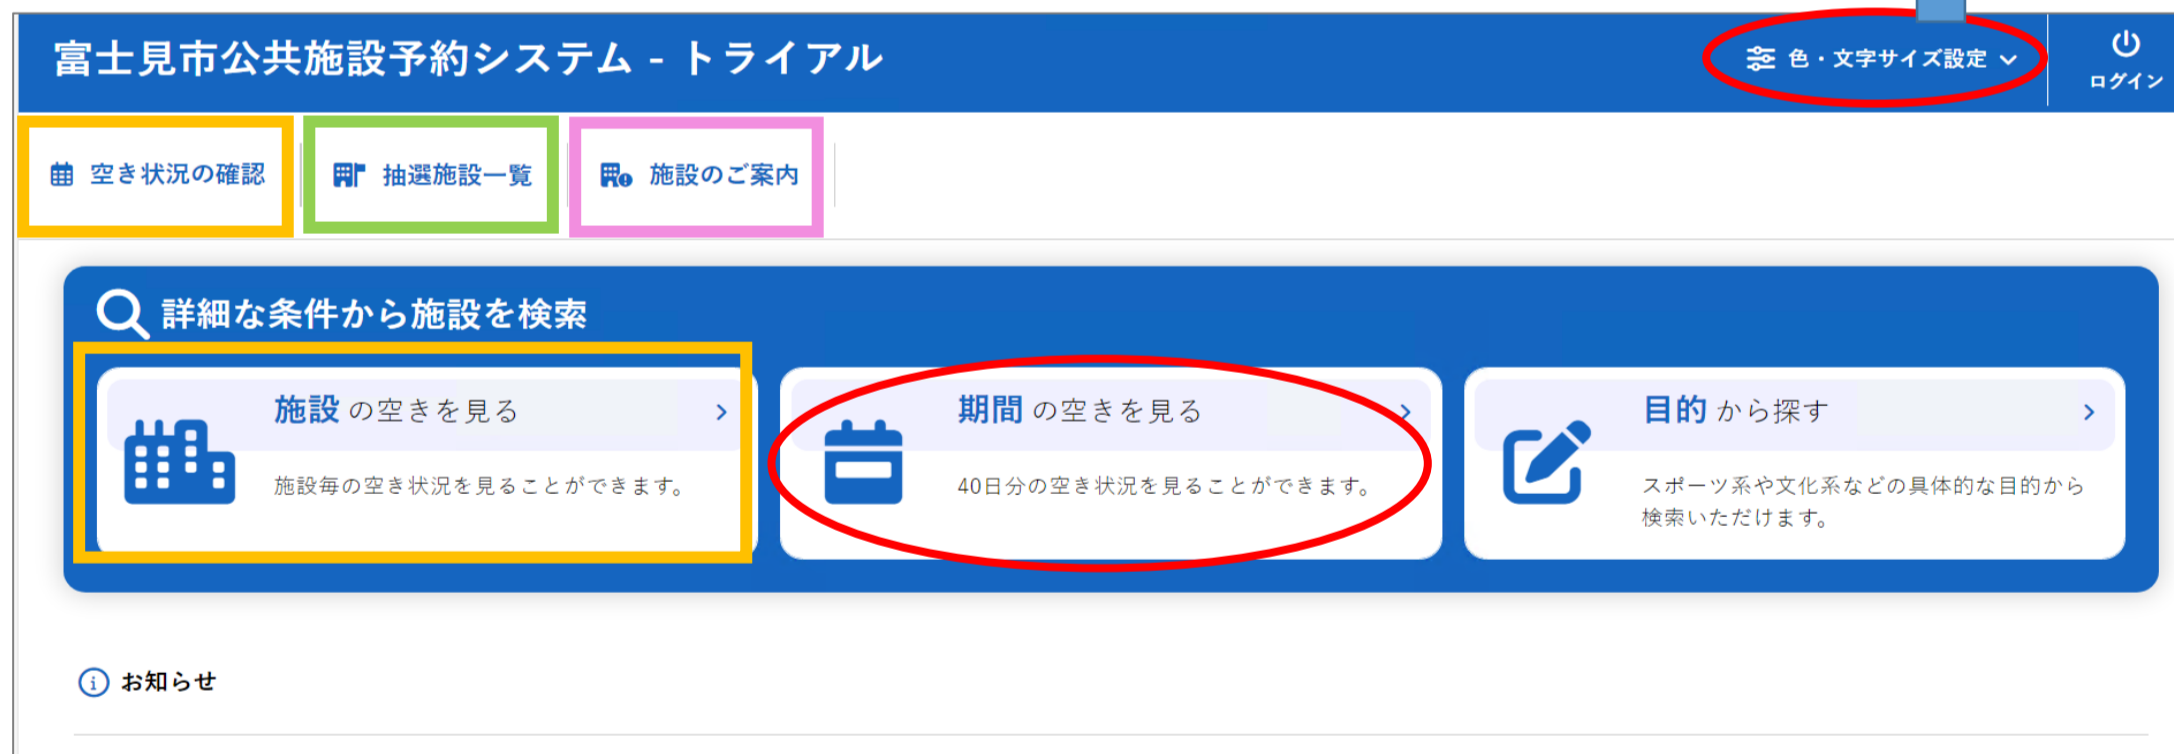 富士見市公共施設予約システム - トライアル
色・文字サイズ設定
ログイン
空き状況の確認
抽選施設一覧
施設のご案内
詳細な条件から施設を検索
施設 の空きを見る
施設毎の空き状況を見ることができます。
期間 の空きを見る
40日分の空き状況を見ることができます。
目的 から探す
スポーツ系や文化系などの具体的な目的から
検索いただけます。
お知らせ